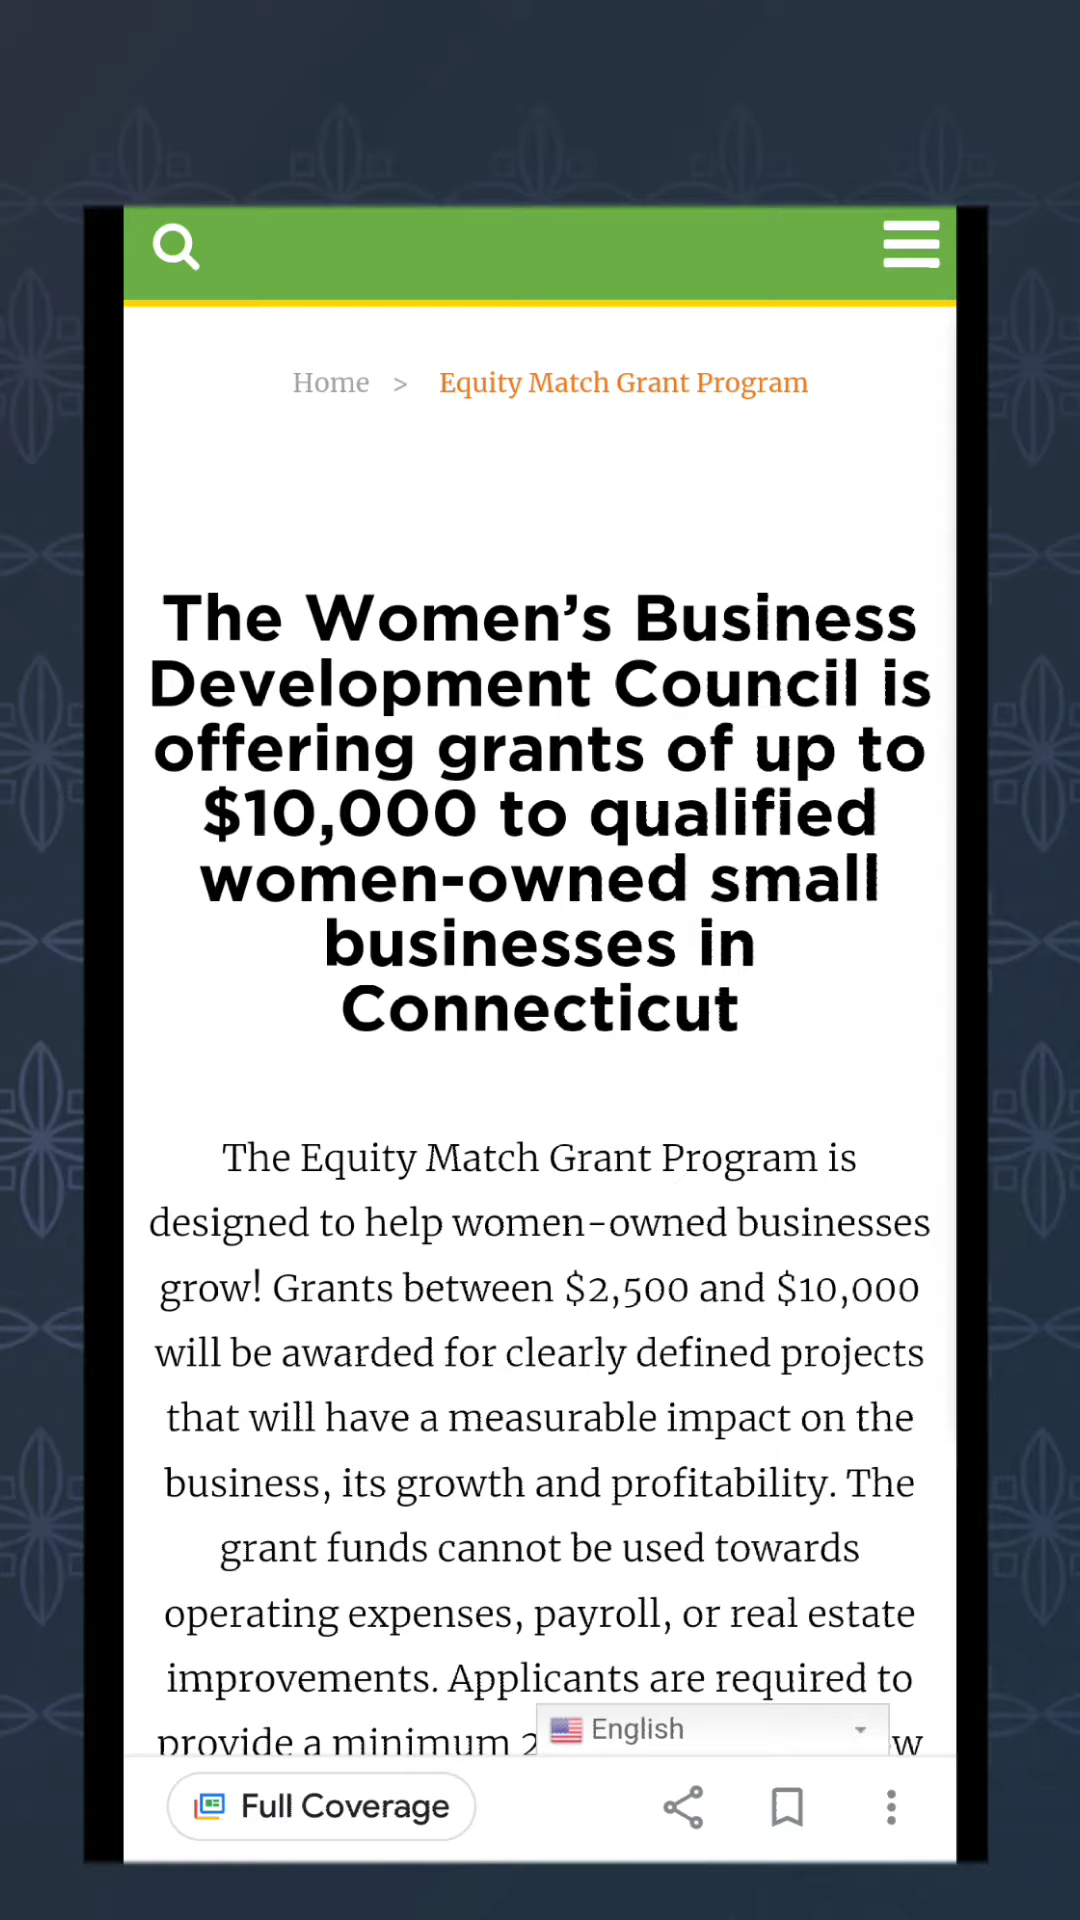 Home > Equity Match Grant Program
The Women’s Business
Development Council is
offering grants of up to
$10,000 to qualified
women-owned small
businesses in
Connecticut
The Equity Match Grant Program is
designed to help women-owned businesses
grow! Grants between $2,500 and $10,000
will be awarded for clearly defined projects
that will have a measurable impact on the
business, its growth and profitability. The
grant funds cannot be used towards
operating expenses, payroll, or real estate
improvements. Applicants are required to
provide a minimum
English
Full Coverage